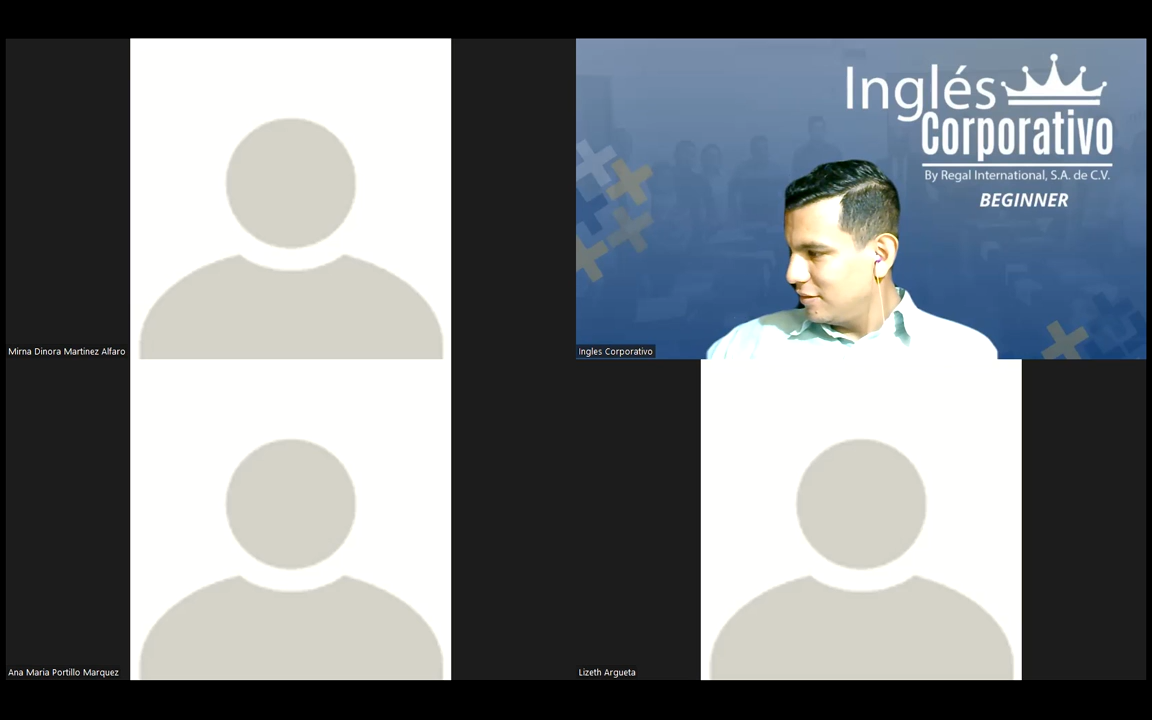 Inglés
Corporativo
By Regal International, S.A. de C.V.
BEGINNER
Mirna Dinora Martinez Alfaro
Ingles Corporativo
Ana Maria Portillo Marquez
Lizeth Argueta